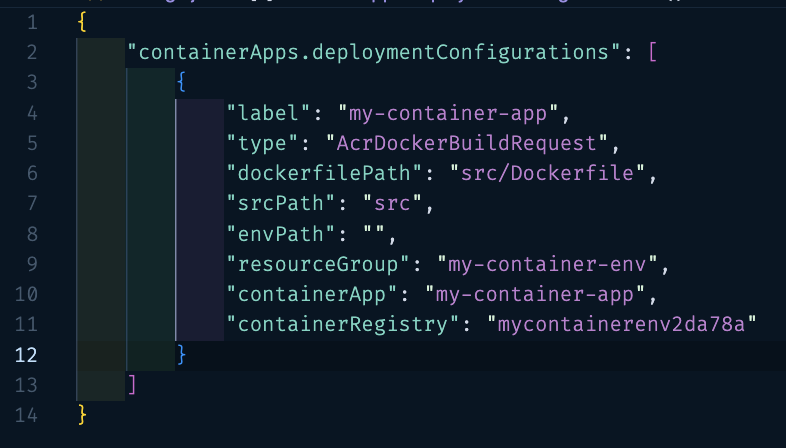 1 {
2 "containerApps.deploymentConfigurations": [
3 {
4 "label": "my-container-app",
5 "type": "AcrDockerBuildRequest",
6 "dockerfilePath": "src/Dockerfile",
7 "srcPath": "src",
8 "envPath": "",
9 "resourceGroup": "my-container-env",
10 "containerApp": "my-container-app",
11 "containerRegistry": "mycontainerenv2da78a"
12 }
13 ]
14 }